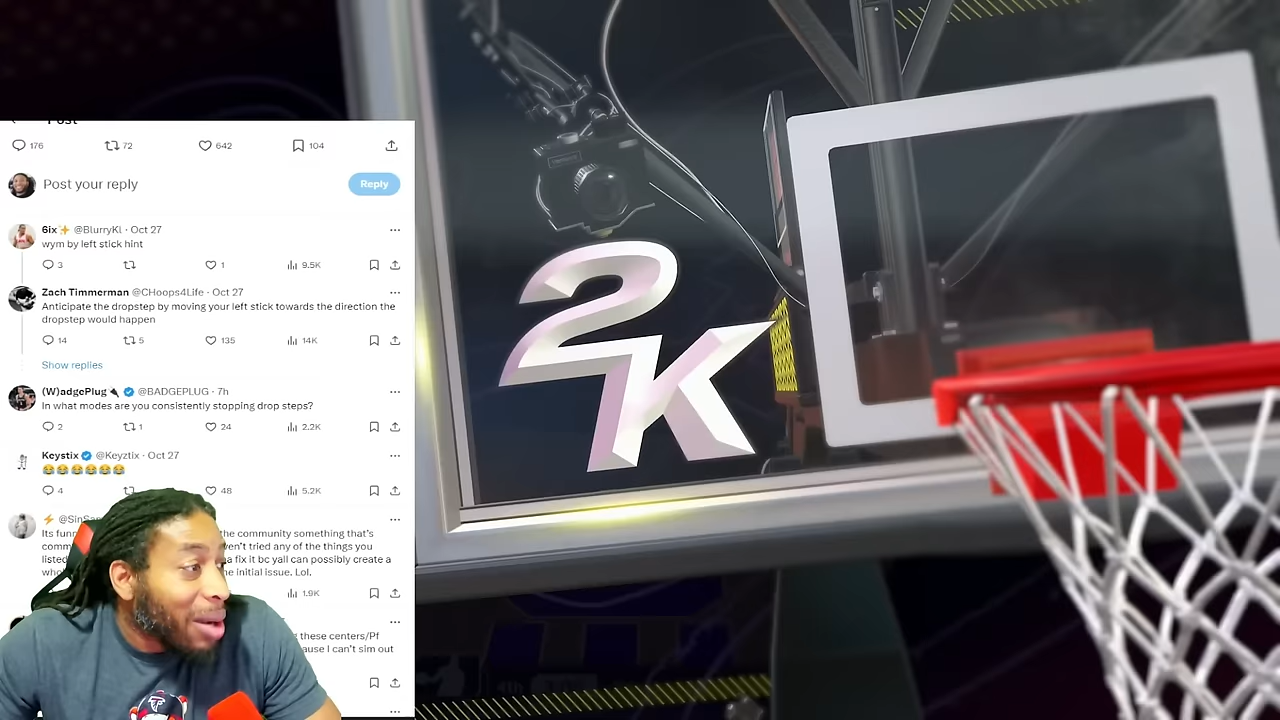 Post
176
72
642
104
Post your reply
Reply
6ix @BlurryKl · Oct 27
wym by left stick hint
3
1
9.5K
Zach Timmerman @CHoops4Life · Oct 27
Anticipate the dropstep by moving your left stick towards the direction the
dropstep would happen
14
5
135
14K
Show replies
(W)adgePlug @BADGEPLUG · 7h
In what modes are you consistently stopping drop steps?
2
1
24
2.2K
Keystix @Keyztix · Oct 27
4
48
5.2K
Its the community something that's
tried any of the things you
listed fix it bc yall can possibly create a
initial issue. Lol.
1.9K
these centers/Pf
I can't sim out
2K